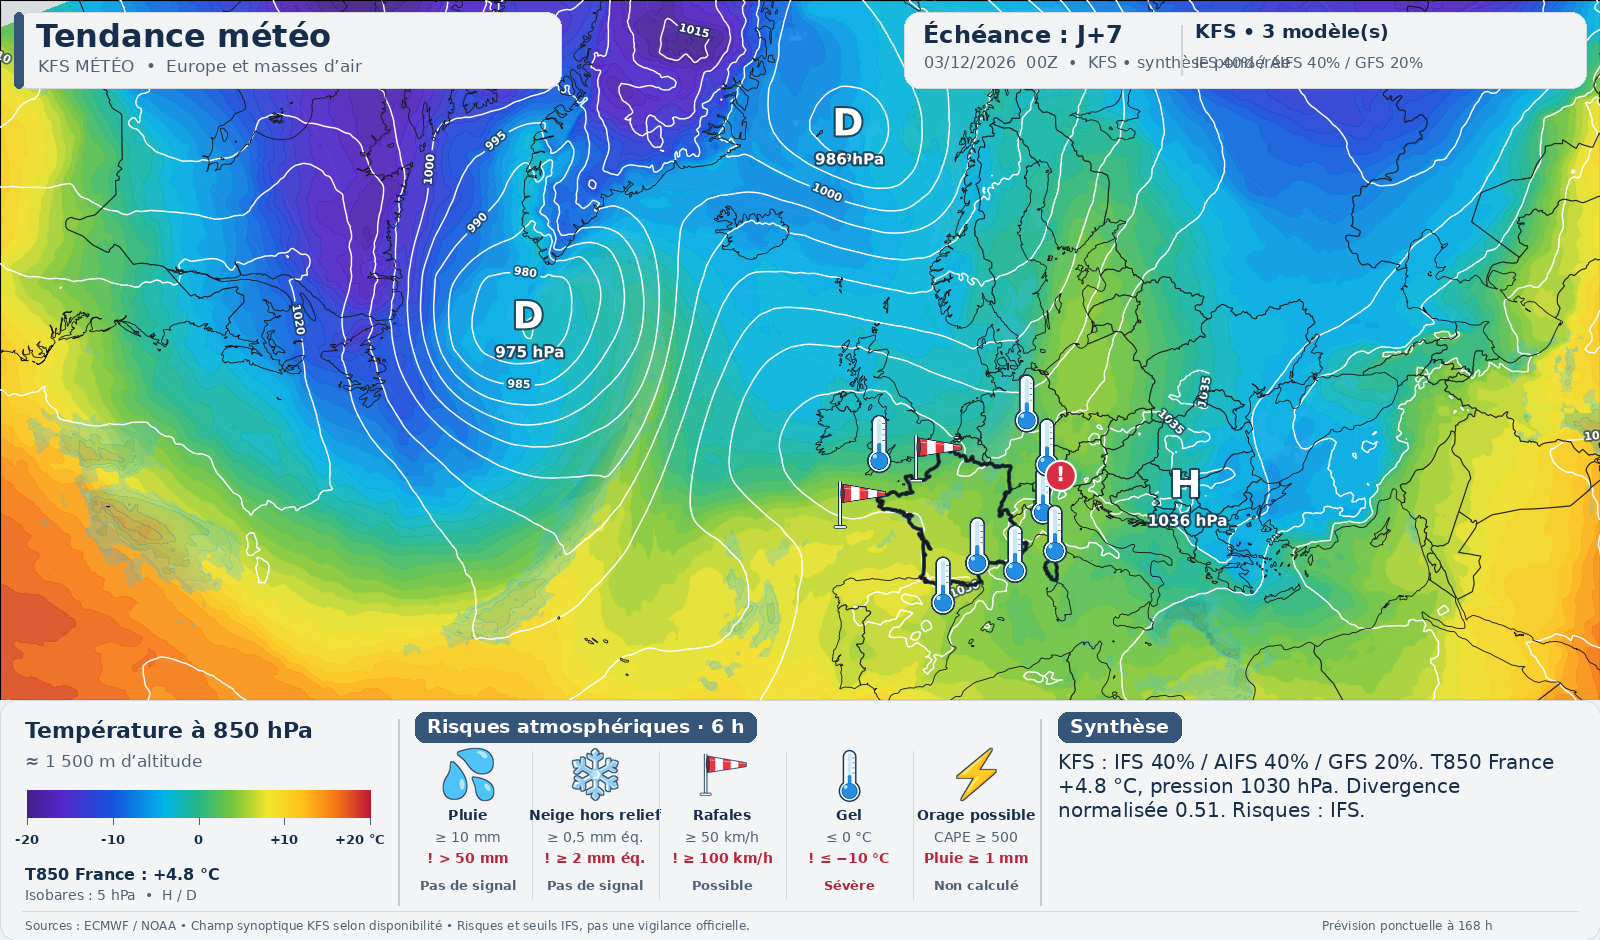 Tendance météo
KFS MÉTÉO • Europe et masses d’air
Échéance : J+7
03/12/2026 00Z • KFS • synthèse pondérée
KFS • 3 modèle(s)
IFS 40% / AIFS 40% / GFS 20%
1015
995
1000
990
980
985
1020
1000
1035
1035
D
986 hPa
D
975 hPa
H
1036 hPa
!
Température à 850 hPa
≈ 1 500 m d’altitude
-20 -10 0 +10 +20 °C
T850 France : +4.8 °C
Isobares : 5 hPa • H / D
Risques atmosphériques · 6 h
Pluie
≥ 10 mm
! > 50 mm
Pas de signal
Neige hors relief
≥ 0,5 mm éq.
! ≥ 2 mm éq.
Pas de signal
Rafales
≥ 50 km/h
! ≥ 100 km/h
Possible
Gel
≤ 0 °C
! ≤ −10 °C
Sévère
Orage possible
CAPE ≥ 500
Pluie ≥ 1 mm
Non calculé
Synthèse
KFS : IFS 40% / AIFS 40% / GFS 20%. T850 France
+4.8 °C, pression 1030 hPa. Divergence
normalisée 0.51. Risques : IFS.
Sources : ECMWF / NOAA • Champ synoptique KFS selon disponibilité • Risques et seuils IFS, pas une vigilance officielle.
Prévision ponctuelle à 168 h